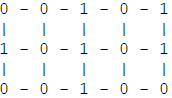 0 - 0 - 1 - 0 - 1
| | | | |
1 - 0 - 1 - 0 - 1
| | | | |
0 - 0 - 1 - 0 - 0